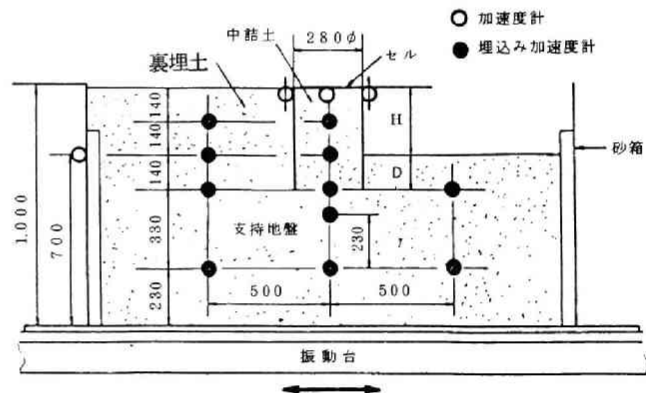 加速度計
埋込み加速度計
280φ
中詰土
セル
裏埋土
140
140
140
330
230
1,000
700
H
D
砂箱
支持地盤
230
500
500
振動台